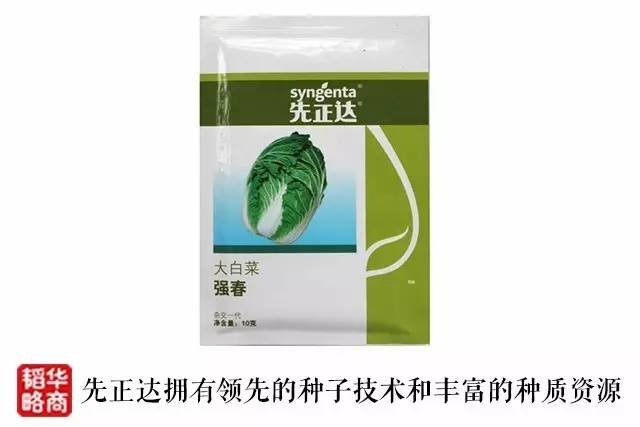 syngenta®
先正达®
大白菜
强春
杂交一代
净含量：10克
™
华商
韬略
先正达拥有领先的种子技术和丰富的种质资源